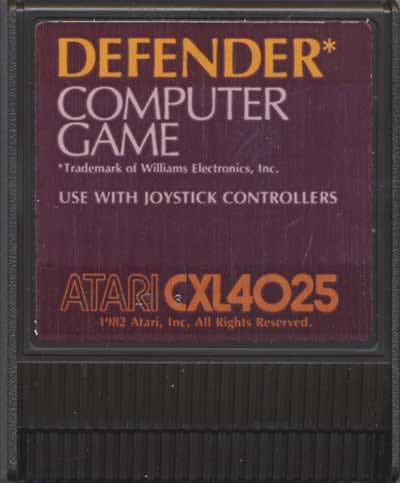 DEFENDER*
COMPUTER
GAME
*Trademark of Williams Electronics, Inc.
USE WITH JOYSTICK CONTROLLERS
ATARI CXL4025
1982 Atari, Inc. All Rights Reserved.